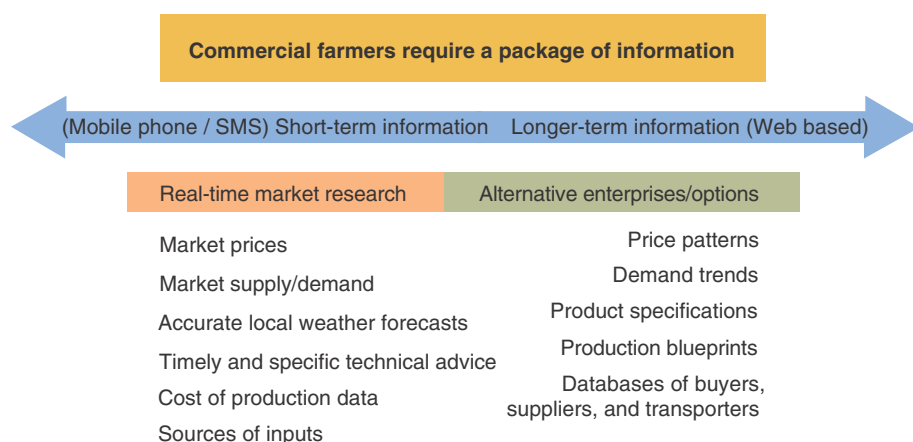 Commercial farmers require a package of information
(Mobile phone / SMS) Short-term information Longer-term information (Web based)
Real-time market research
Alternative enterprises/options
Market prices
Market supply/demand
Accurate local weather forecasts
Timely and specific technical advice
Cost of production data
Sources of inputs
Price patterns
Demand trends
Product specifications
Production blueprints
Databases of buyers,
suppliers, and transporters